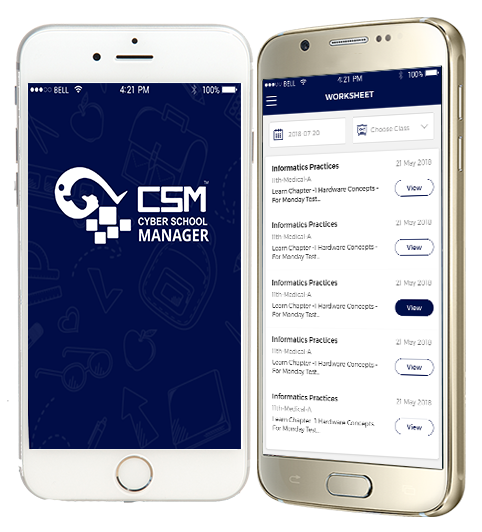 BELL 4:21 PM 100%
CSM™
CYBER SCHOOL
MANAGER
BELL 4:21 PM 100%
WORKSHEET
2018 07 20 Choose Class
Informatics Practices 21 May 2018
11th-Medical-A
Learn Chapter -1 Hardware Concepts - View
For Monday Test..
Informatics Practices 21 May 2018
11th-Medical-A
Learn Chapter -1 Hardware Concepts - View
For Monday Test..
Informatics Practices 21 May 2018
11th-Medical-A
Learn Chapter -1 Hardware Concepts - View
For Monday Test..
Informatics Practices 21 May 2018
11th-Medical-A
Learn Chapter -1 Hardware Concepts - View
For Monday Test..
Informatics Practices 21 May 2018
11th-Medical-A
Learn Chapter -1 Hardware Concepts View
For Monday Test..